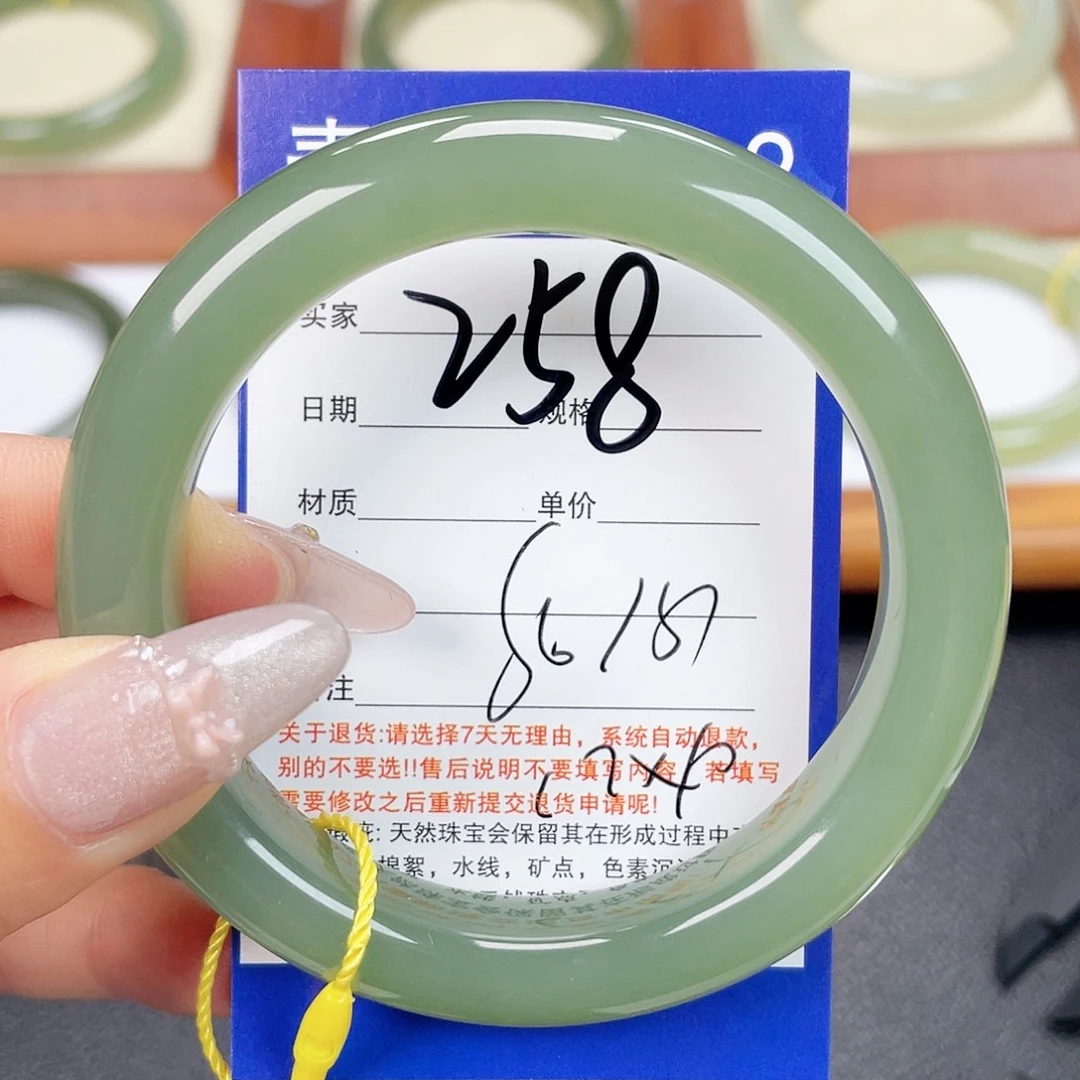 买家 258
日期 规格
材质 单价
56/87
注
关于退货:请选择7天无理由，系统自动退款，
别的不要选!!售后说明不要填写内容，若填写
需要修改之后重新提交退货申请呢!
瑕疵: 天然珠宝会保留其在形成过程中
棉絮，水线，矿点，色素沉